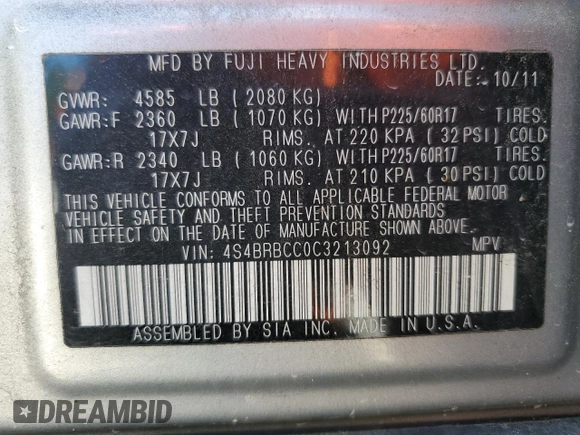 MFD BY FUJI HEAVY INDUSTRIES LTD.
DATE: 10/11
GVWR: 4585 LB ( 2080 KG)
GAWR:F 2360 LB ( 1070 KG) WITH P225/60R17 TIRES.
17X7J RIMS. AT 220 KPA ( 32 PSI) COLD
GAWR:R 2340 LB ( 1060 KG) WITH P225/60R17 TIRES.
17X7J RIMS. AT 210 KPA ( 30 PSI) COLD
THIS VEHICLE CONFORMS TO ALL APPLICABLE FEDERAL MOTOR
VEHICLE SAFETY AND THEFT PREVENTION STANDARDS
IN EFFECT ON THE DATE OF MANUFACTURE SHOWN ABOVE.
VIN: 4S4BRBCC0C3213092 MPV
ASSEMBLED BY SIA INC. MADE IN U.S.A.
DREAMBID